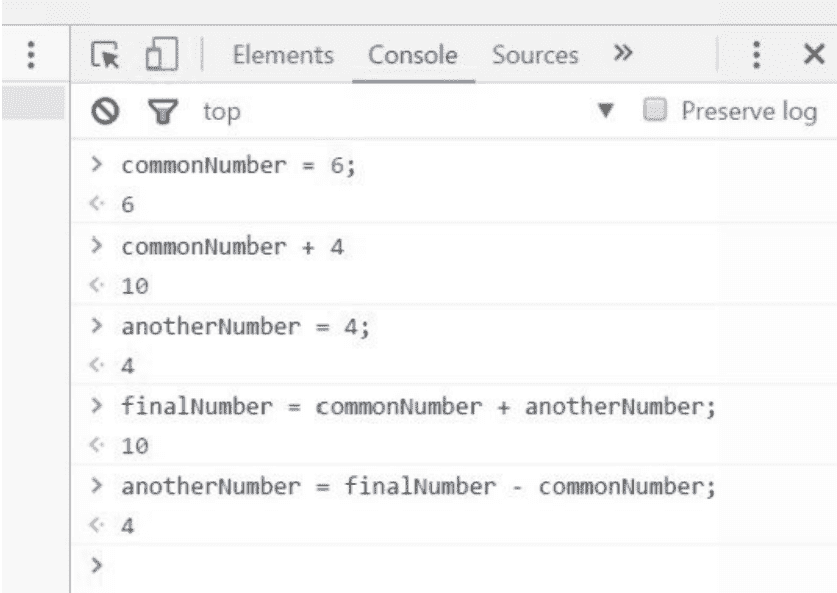 Elements Console Sources »
top ▼ Preserve log
> commonNumber = 6;
<· 6
> commonNumber + 4
<· 10
> anotherNumber = 4;
<· 4
> finalNumber = commonNumber + anotherNumber;
<· 10
> anotherNumber = finalNumber - commonNumber;
<· 4
>